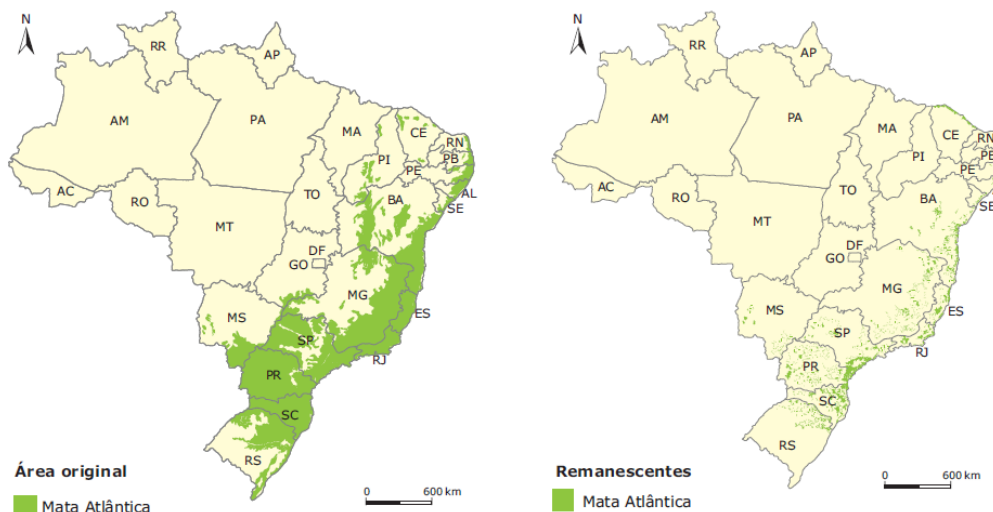 N
RR
AP
AM
PA
MA
CE
RN
PB
PI
PE
AC
AL
TO
SE
RO
BA
MT
DF
GO
MG
MS
ES
SP
RJ
PR
SC
RS
Área original
Mata Atlântica
0 600 km
N
RR
AP
AM
PA
MA
CE
RN
PB
PI
PE
AC
TO
SE
RO
BA
MT
DF
GO
MG
MS
ES
SP
RJ
PR
SC
RS
Remanescentes
Mata Atlântica
0 600 km